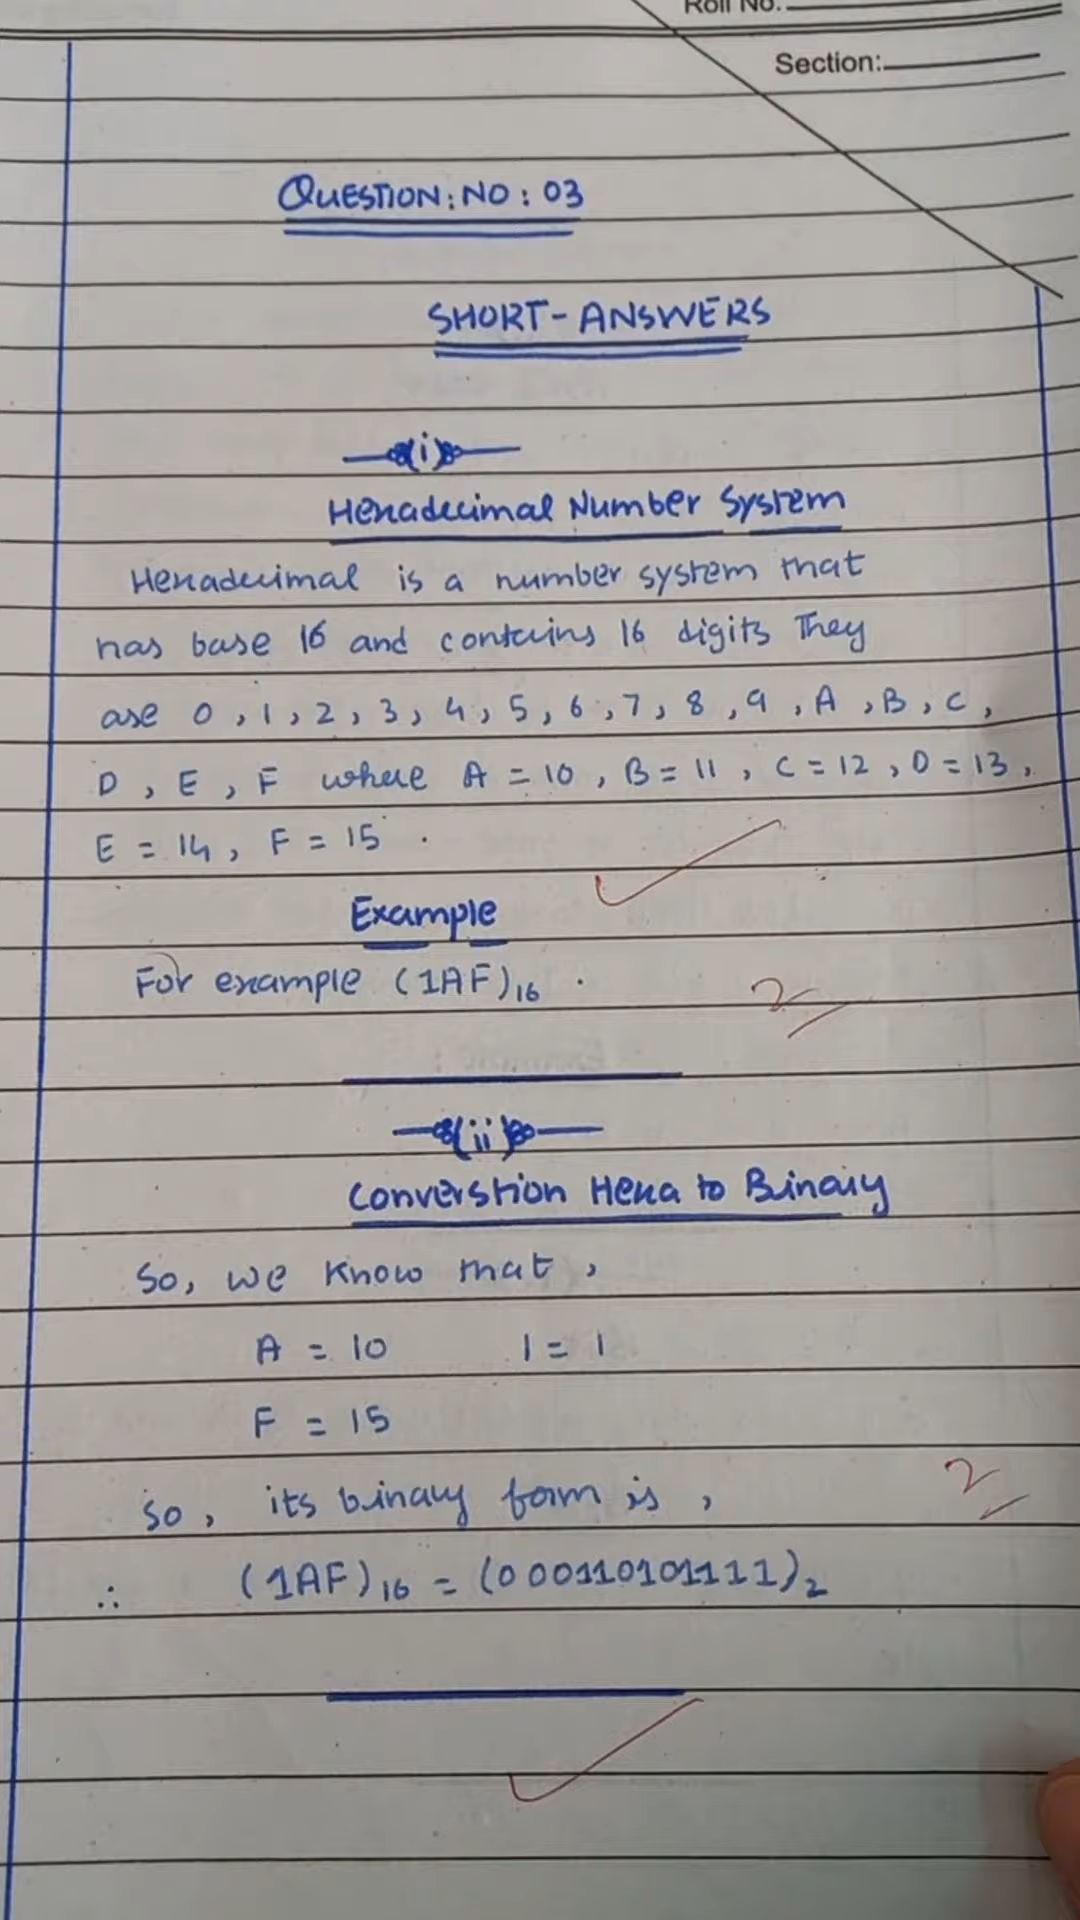 Roll No.
Section:
QUESTION: NO: 03
SHORT-ANSWERS
(i)
Hexadecimal Number System
Hexadecimal is a number system that
has base 16 and contains 16 digits They
are 0, 1, 2, 3, 4, 5, 6, 7, 8, 9, A, B, C,
D, E, F where A = 10, B = 11, C = 12, D = 13,
E = 14, F = 15.
Example
For example (1AF)16.
2
(ii)
Converstion Hexa to Binary
So, we know that,
A = 10 1 = 1
F = 15
2
So, its binary form is,
∴ (1AF)16 = (000110101111)2